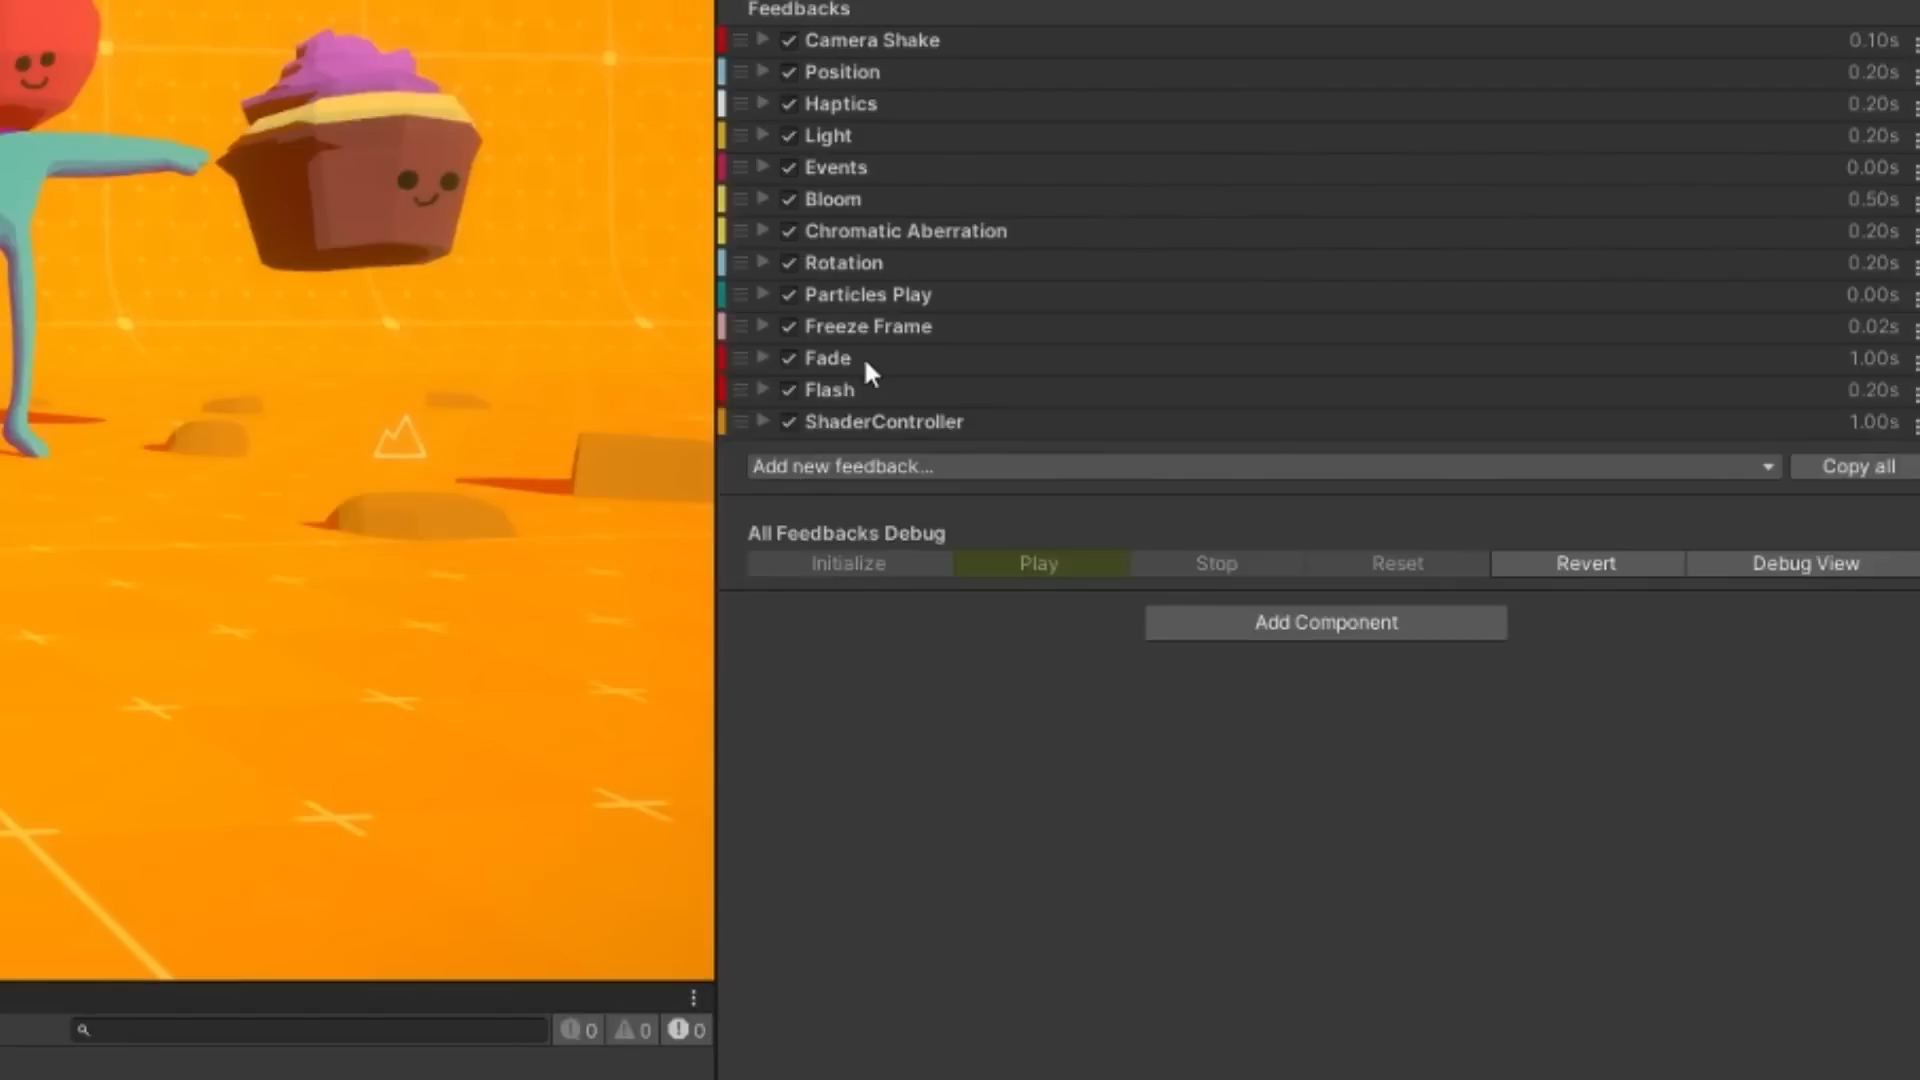 Feedbacks
Camera Shake 0.10s
Position 0.20s
Haptics 0.20s
Light 0.20s
Events 0.00s
Bloom 0.50s
Chromatic Aberration 0.20s
Rotation 0.20s
Particles Play 0.00s
Freeze Frame 0.02s
Fade 1.00s
Flash 0.20s
ShaderController 1.00s
Add new feedback... Copy all
All Feedbacks Debug
Initialize Play Stop Reset Revert Debug View
Add Component
0 0 0